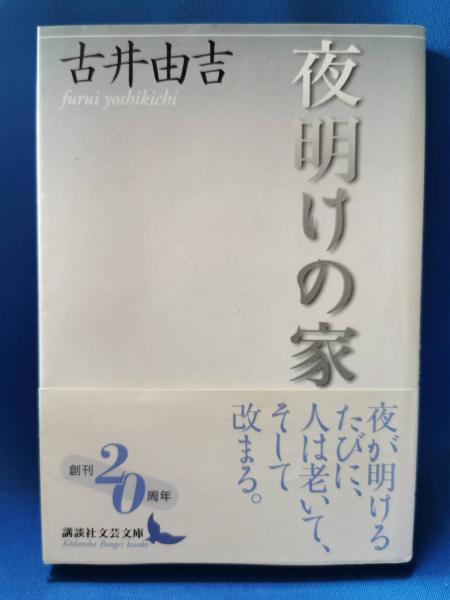 古井由吉
furui yoshikichi
夜明けの家
夜が明ける
たびに、
人は老いて、
そして
改まる。
創刊
20
周年
講談社文芸文庫
Kodansha Bungei bunko